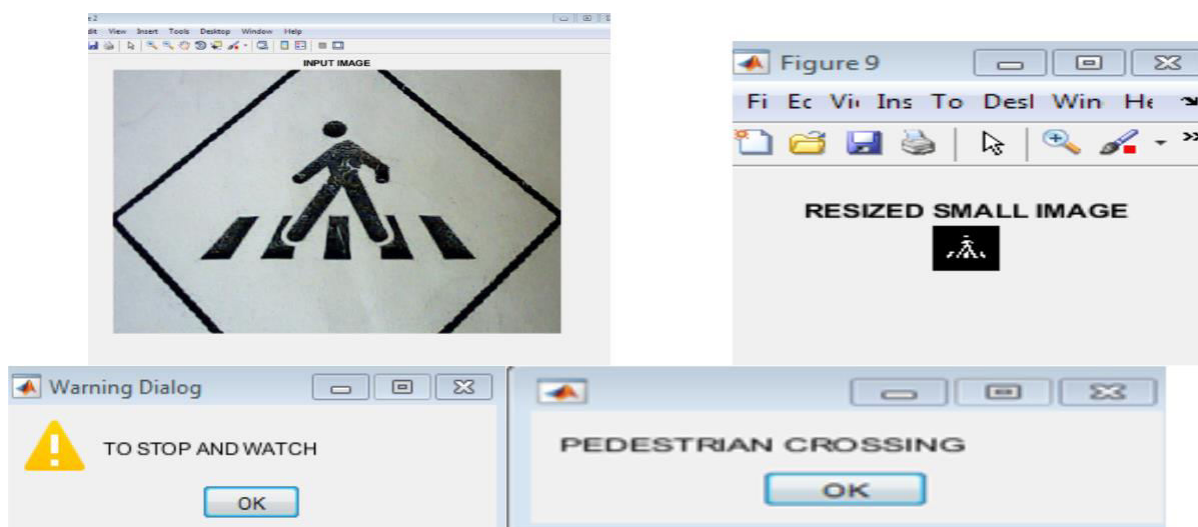 2
dit View Insert Tools Desktop Window Help
INPUT IMAGE
Figure 9
Fi Ec Vi Ins To Desl Win He
RESIZED SMALL IMAGE
Warning Dialog
TO STOP AND WATCH
OK
PEDESTRIAN CROSSING
OK